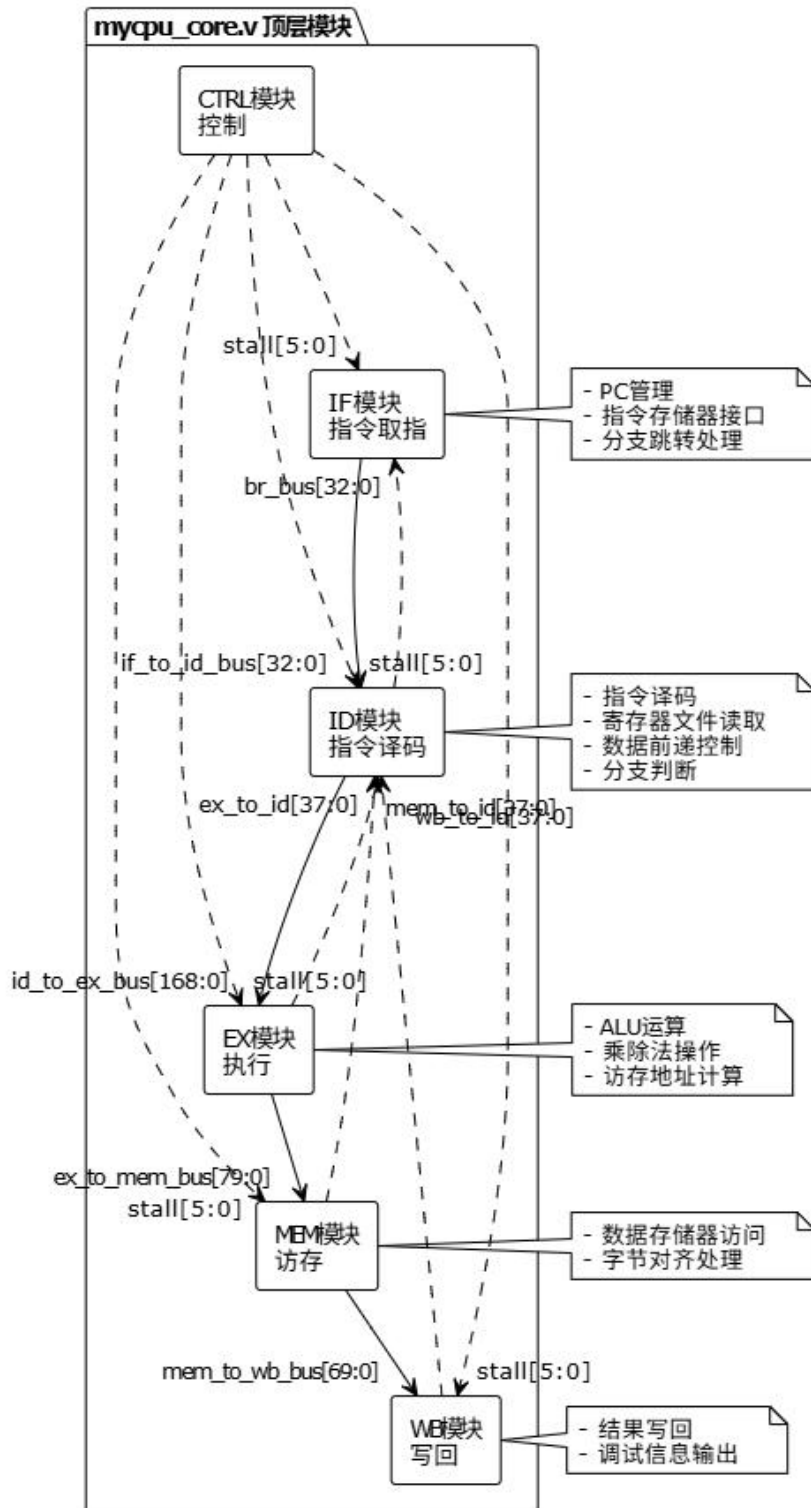 mycpu_core.v 顶层模块
CTRL模块
控制
stall[5:0]
IF模块
指令取指
- PC管理
- 指令存储器接口
- 分支跳转处理
br_bus[32:0]
if_to_id_bus[32:0]
stall[5:0]
ID模块
指令译码
- 指令译码
- 寄存器文件读取
- 数据前递控制
- 分支判断
ex_to_id[37:0]
mem_to_id[37:0]
wb_to_id[37:0]
id_to_ex_bus[168:0]
stall[5:0]
EX模块
执行
- ALU运算
- 乘除法操作
- 访存地址计算
ex_to_mem_bus[79:0]
stall[5:0]
MEM模块
访存
- 数据存储器访问
- 字节对齐处理
mem_to_wb_bus[69:0]
stall[5:0]
WB模块
写回
- 结果写回
- 调试信息输出